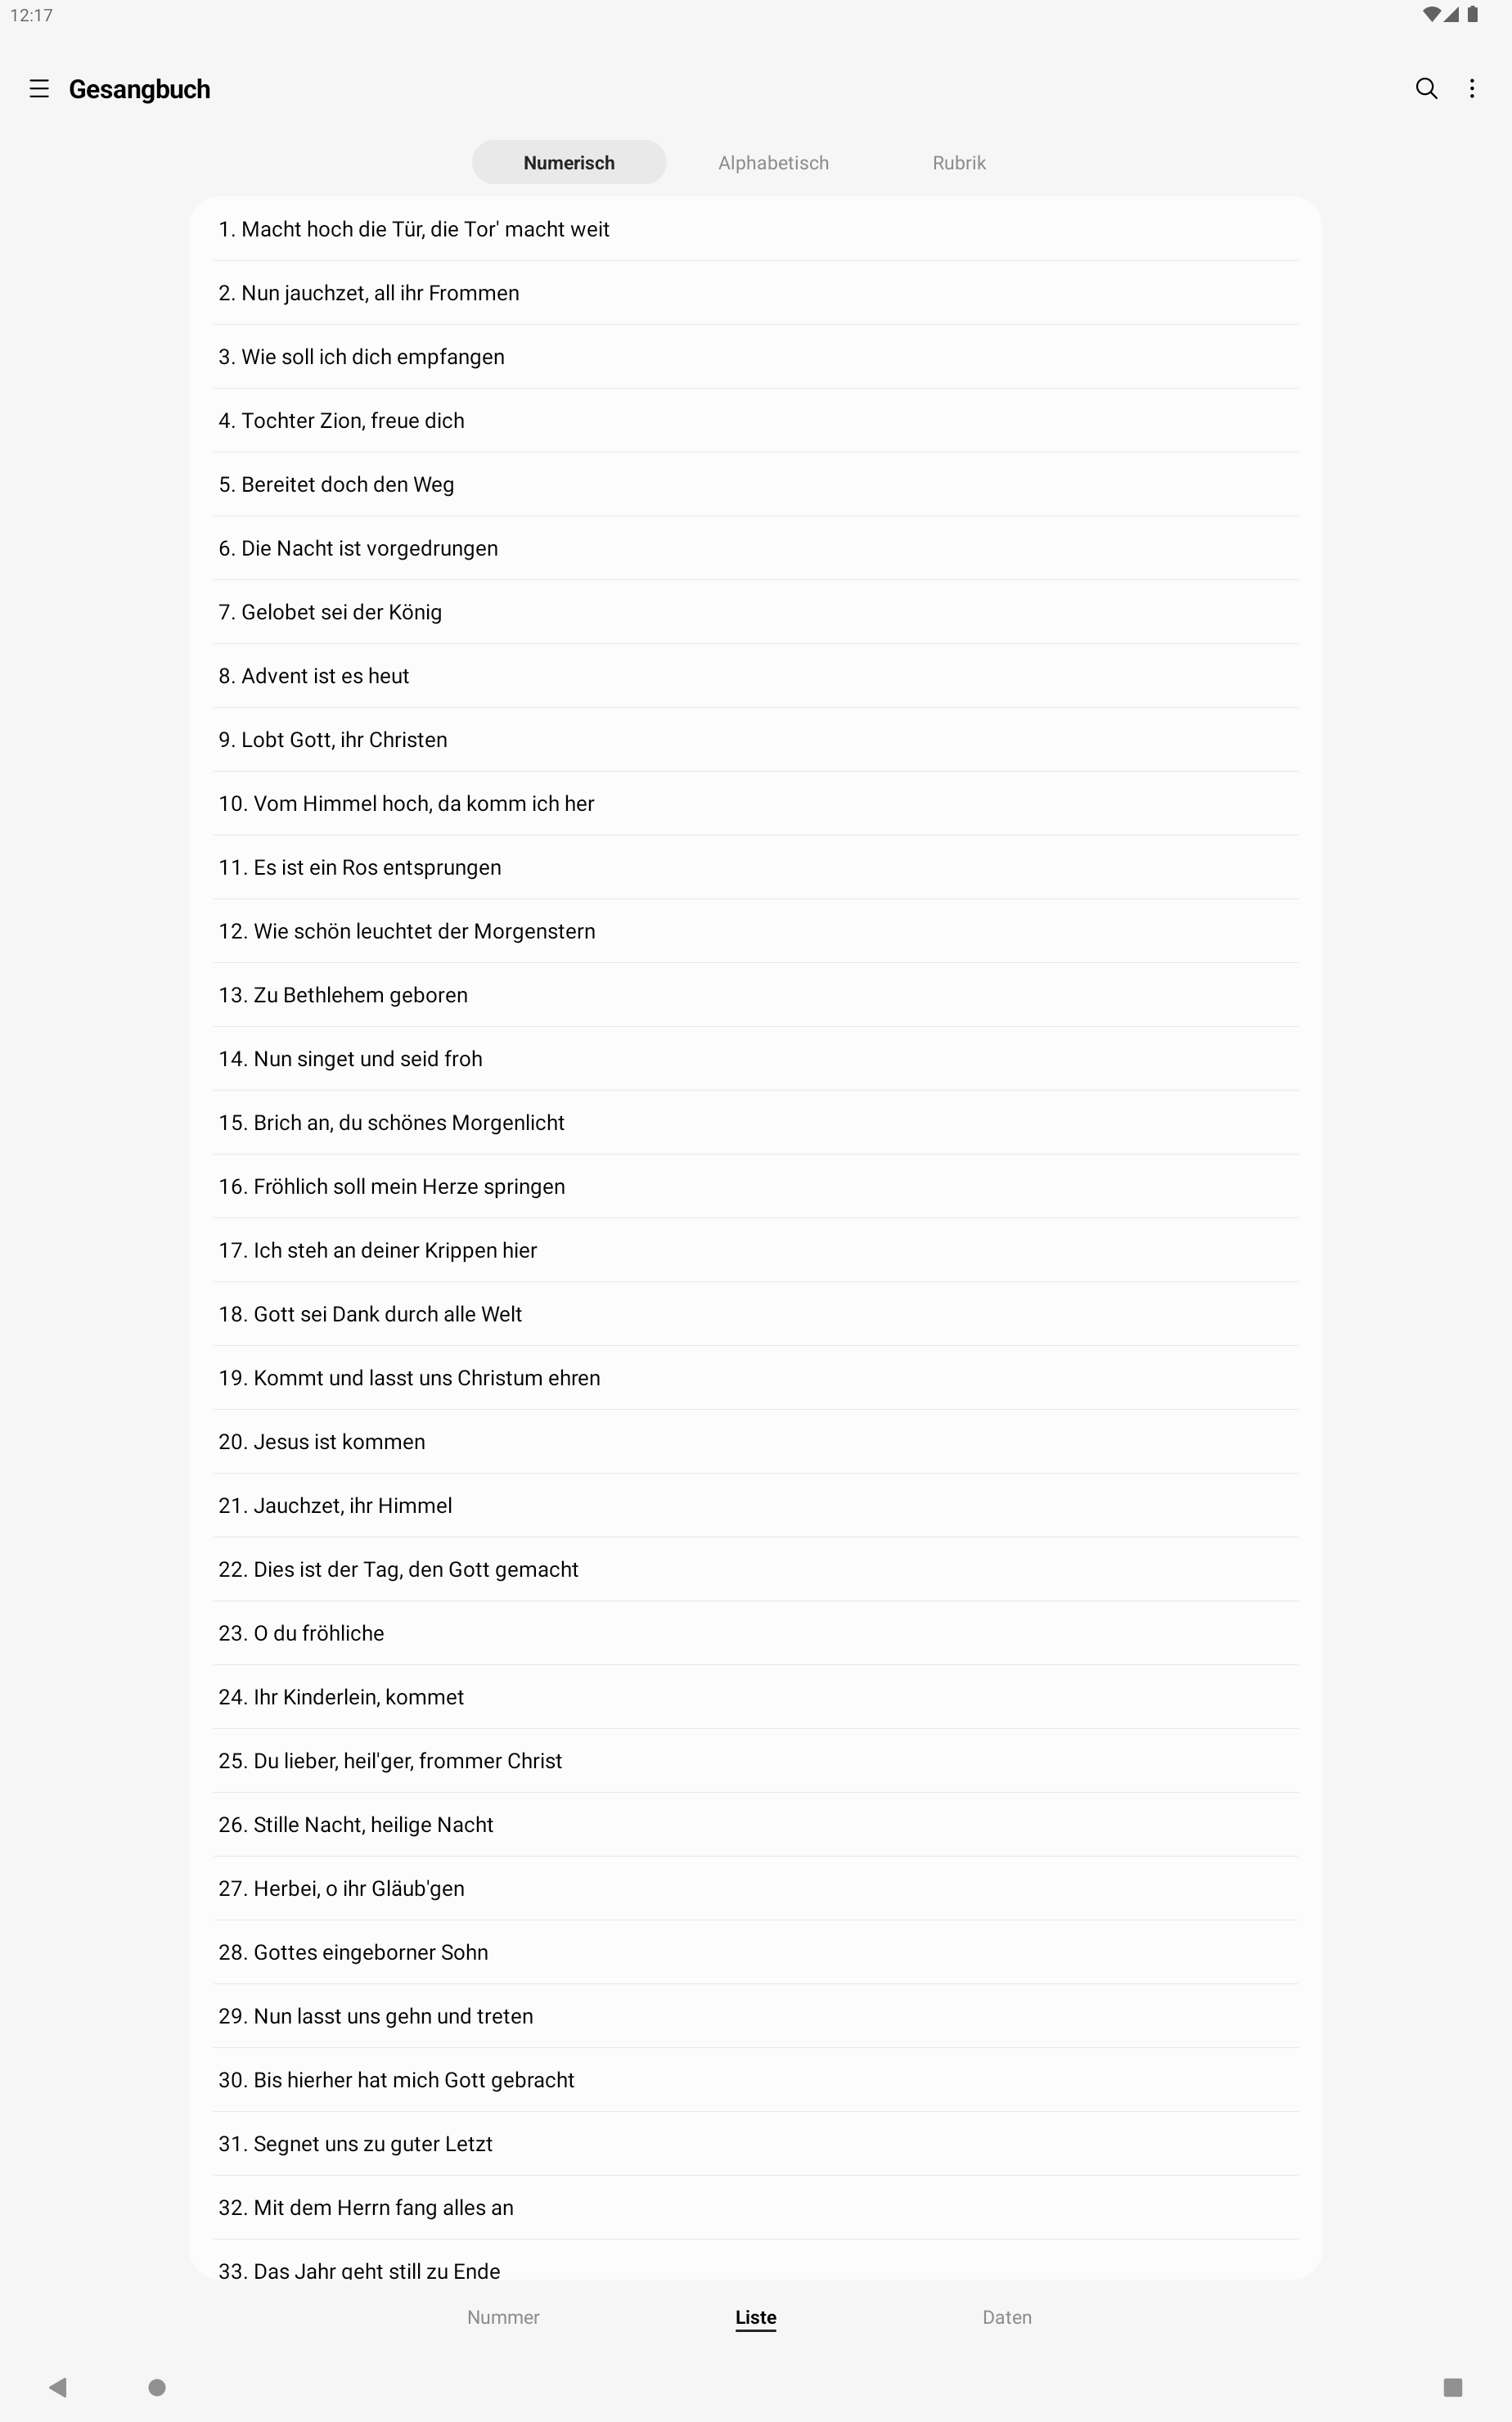 12:17
Gesangbuch
Numerisch Alphabetisch Rubrik
1. Macht hoch die Tür, die Tor' macht weit
2. Nun jauchzet, all ihr Frommen
3. Wie soll ich dich empfangen
4. Tochter Zion, freue dich
5. Bereitet doch den Weg
6. Die Nacht ist vorgedrungen
7. Gelobet sei der König
8. Advent ist es heut
9. Lobt Gott, ihr Christen
10. Vom Himmel hoch, da komm ich her
11. Es ist ein Ros entsprungen
12. Wie schön leuchtet der Morgenstern
13. Zu Bethlehem geboren
14. Nun singet und seid froh
15. Brich an, du schönes Morgenlicht
16. Fröhlich soll mein Herze springen
17. Ich steh an deiner Krippen hier
18. Gott sei Dank durch alle Welt
19. Kommt und lasst uns Christum ehren
20. Jesus ist kommen
21. Jauchzet, ihr Himmel
22. Dies ist der Tag, den Gott gemacht
23. O du fröhliche
24. Ihr Kinderlein, kommet
25. Du lieber, heil'ger, frommer Christ
26. Stille Nacht, heilige Nacht
27. Herbei, o ihr Gläub'gen
28. Gottes eingeborner Sohn
29. Nun lasst uns gehn und treten
30. Bis hierher hat mich Gott gebracht
31. Segnet uns zu guter Letzt
32. Mit dem Herrn fang alles an
33. Das Jahr geht still zu Ende
Nummer Liste Daten